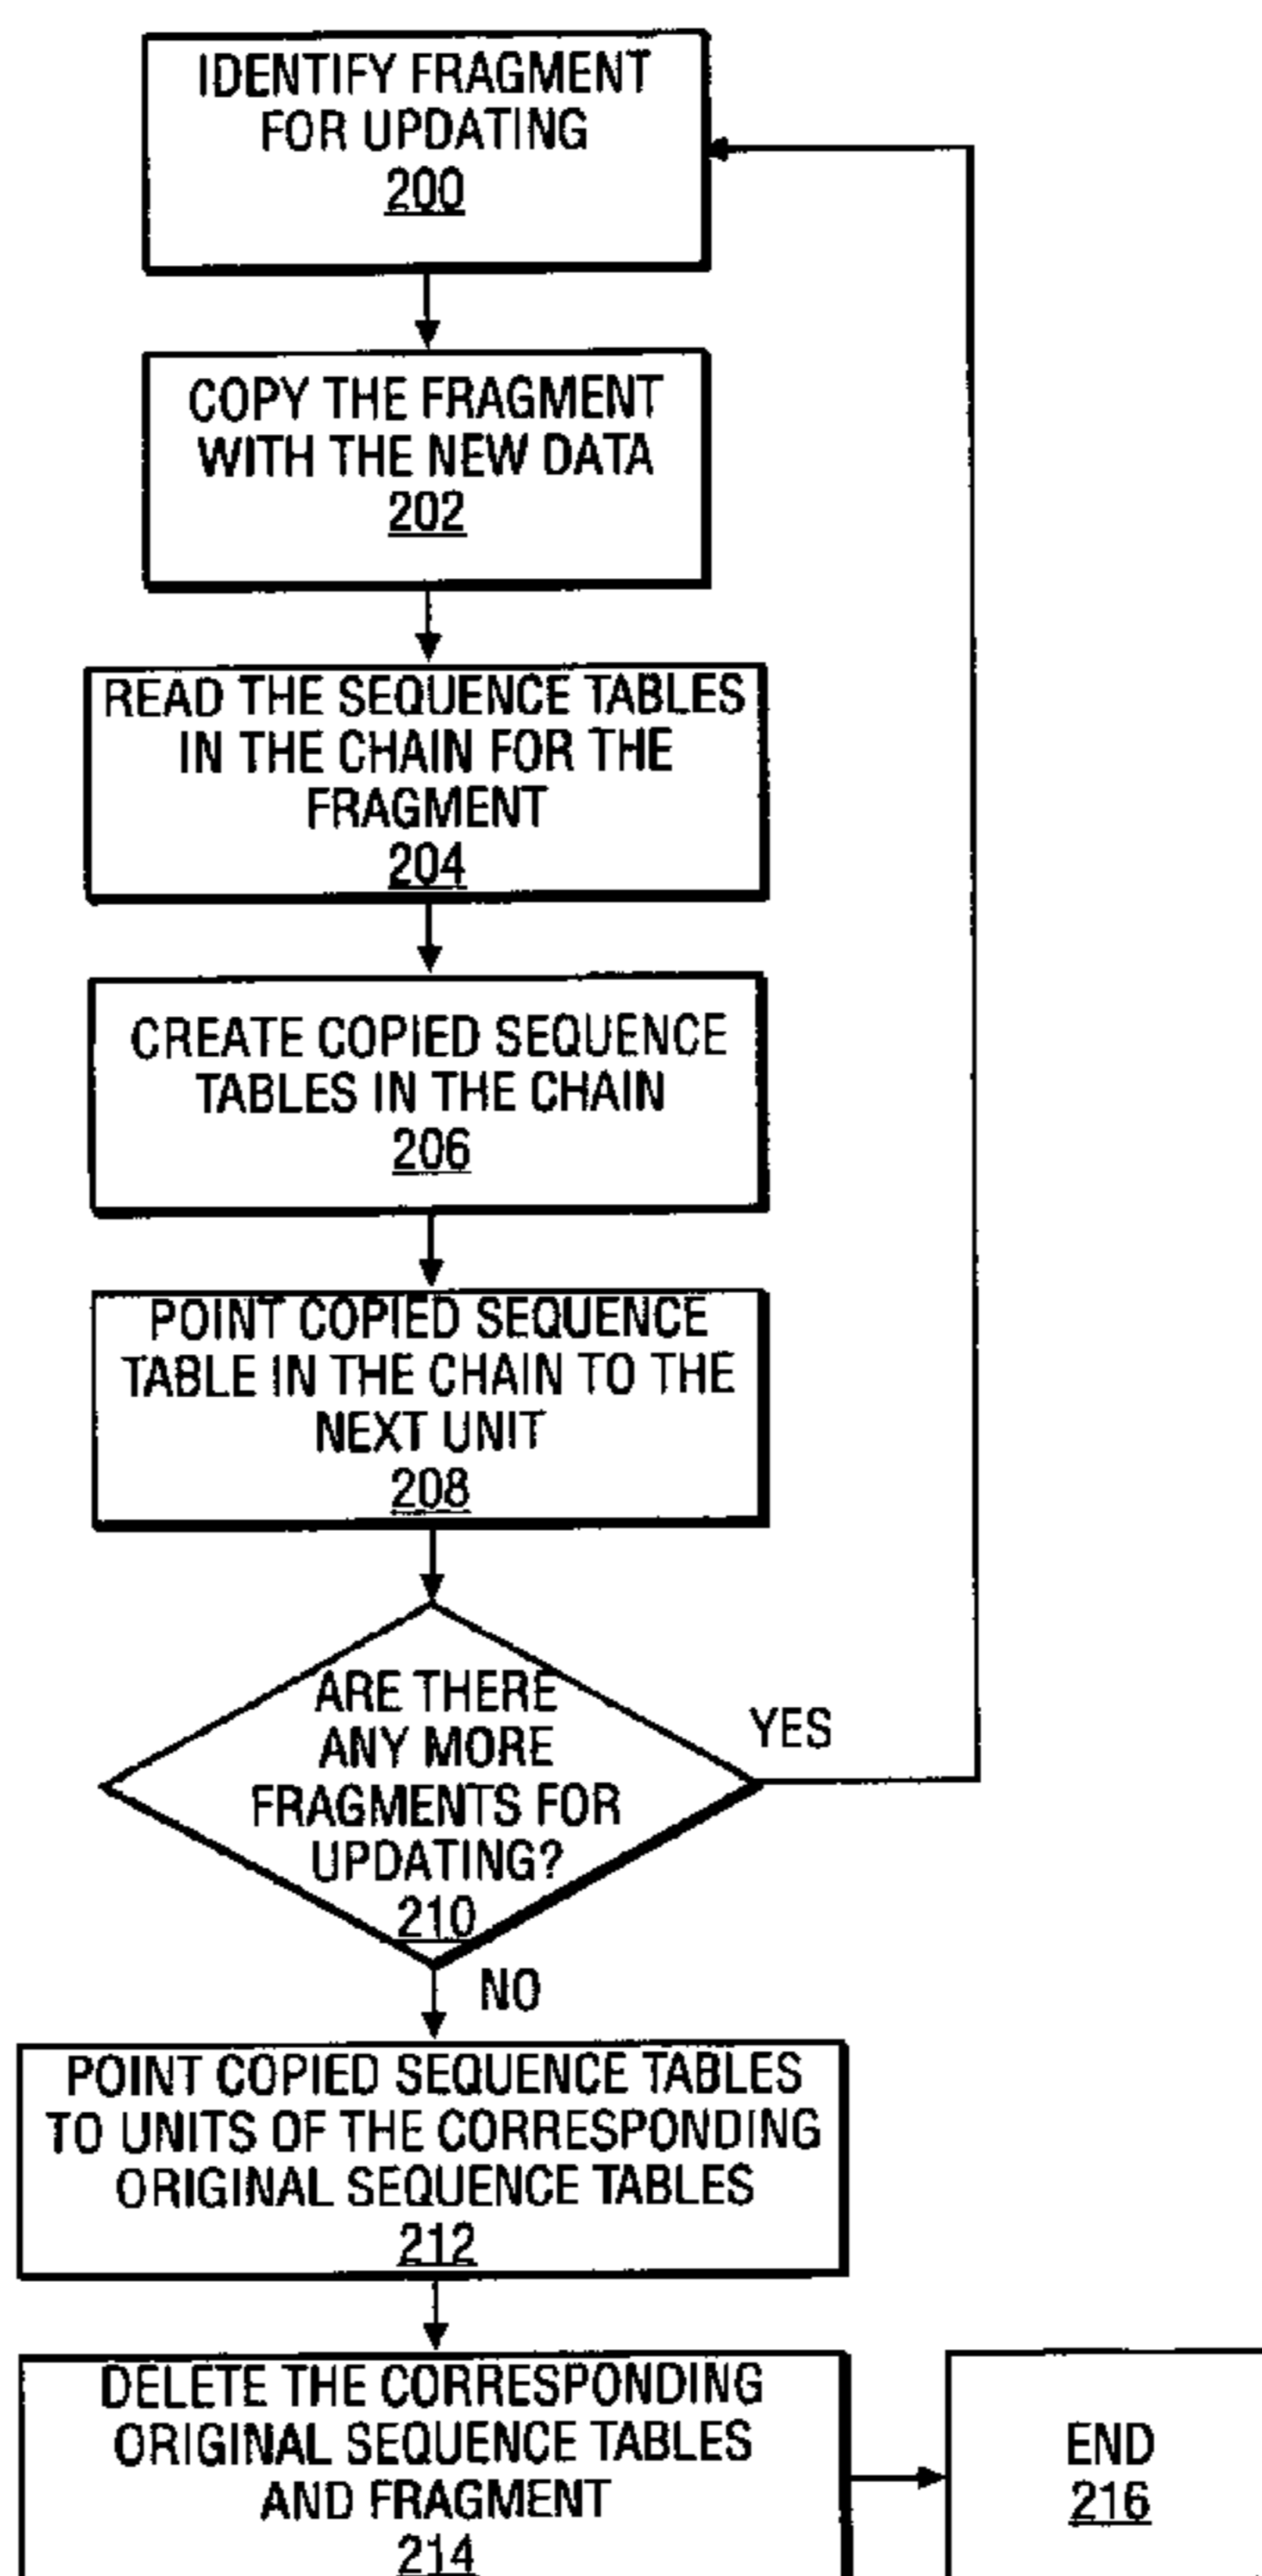 IDENTIFY FRAGMENT
FOR UPDATING
200
COPY THE FRAGMENT
WITH THE NEW DATA
202
READ THE SEQUENCE TABLES
IN THE CHAIN FOR THE
FRAGMENT
204
CREATE COPIED SEQUENCE
TABLES IN THE CHAIN
206
POINT COPIED SEQUENCE
TABLE IN THE CHAIN TO THE
NEXT UNIT
208
ARE THERE
ANY MORE
FRAGMENTS FOR
UPDATING?
210
YES
NO
POINT COPIED SEQUENCE TABLES
TO UNITS OF THE CORRESPONDING
ORIGINAL SEQUENCE TABLES
212
DELETE THE CORRESPONDING
ORIGINAL SEQUENCE TABLES
AND FRAGMENT
214
END
216